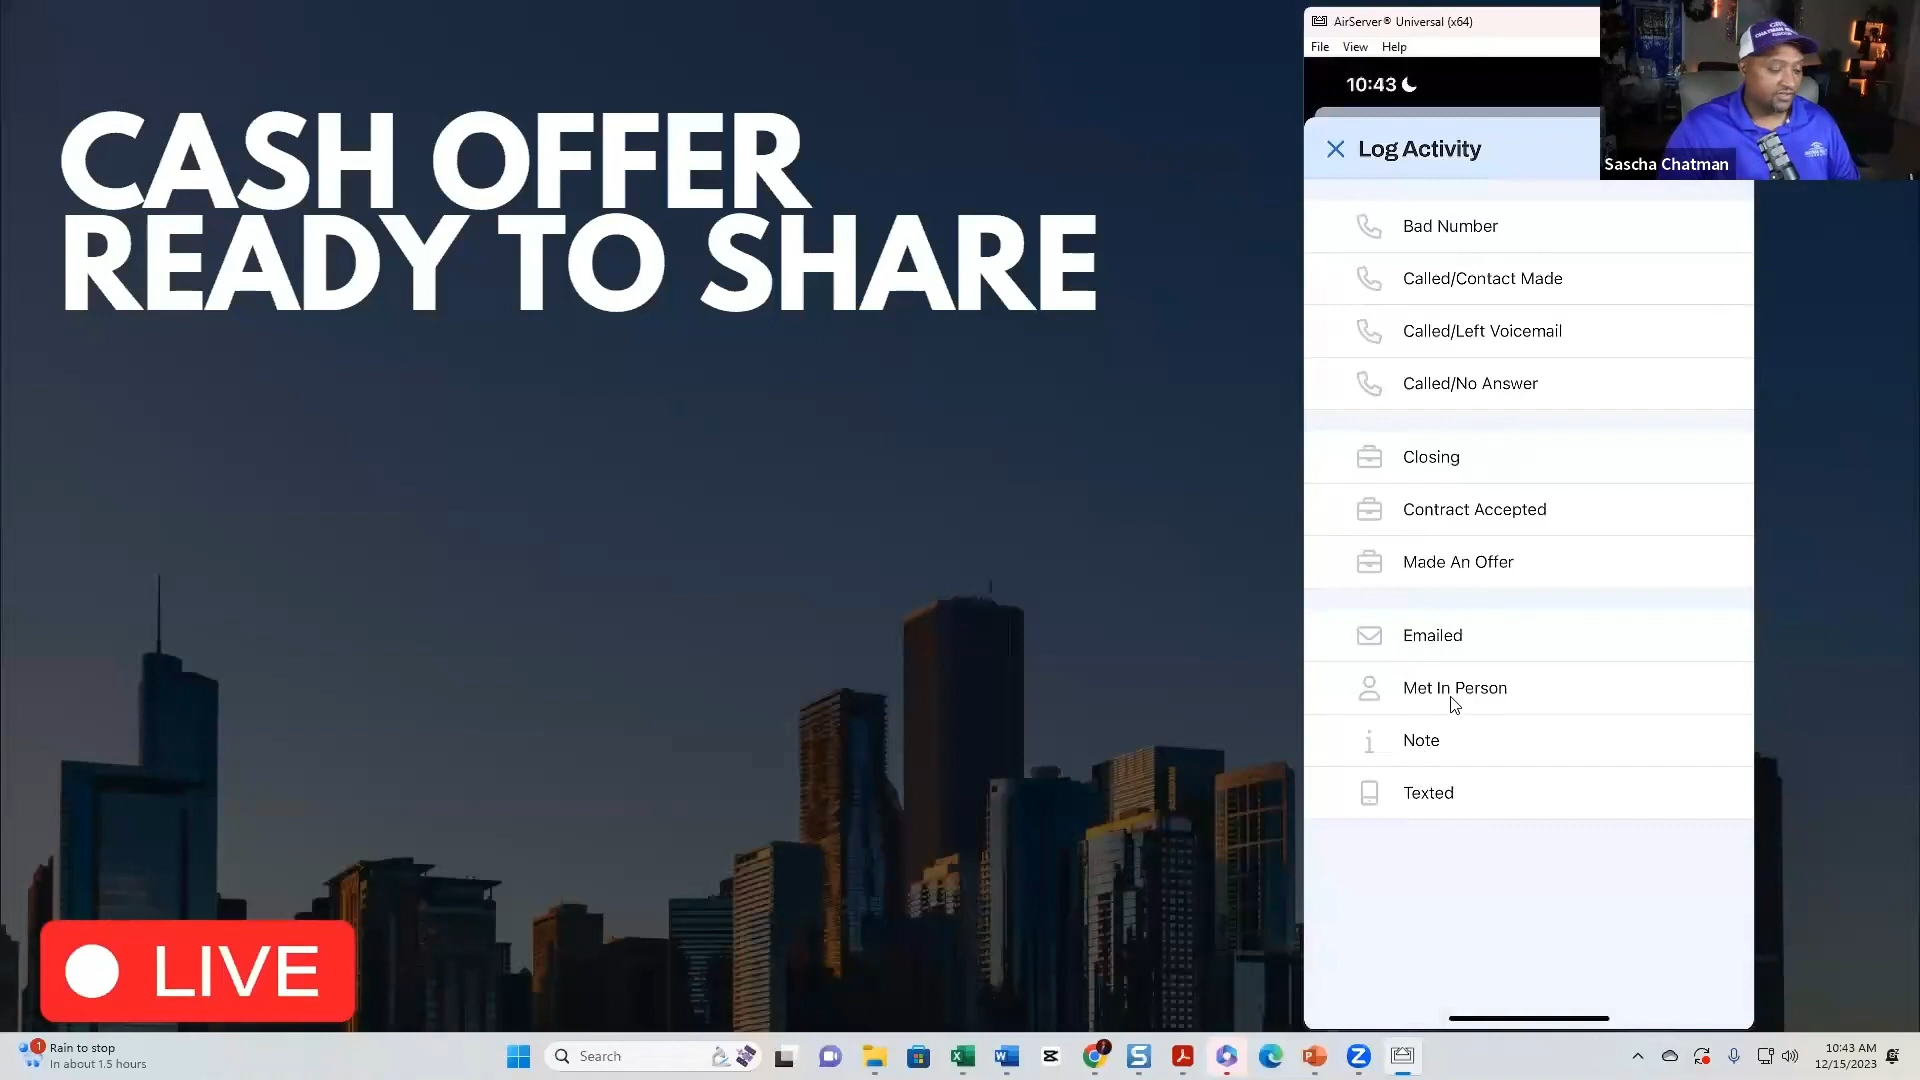 CASH OFFER
READY TO SHARE
LIVE
AirServer® Universal (x64)
File View Help
10:43
Log Activity
Sascha Chatman
Bad Number
Called/Contact Made
Called/Left Voicemail
Called/No Answer
Closing
Contract Accepted
Made An Offer
Emailed
Met In Person
Note
Texted
1
Rain to stop
In about 1.5 hours
Search
10:43 AM
12/15/2023